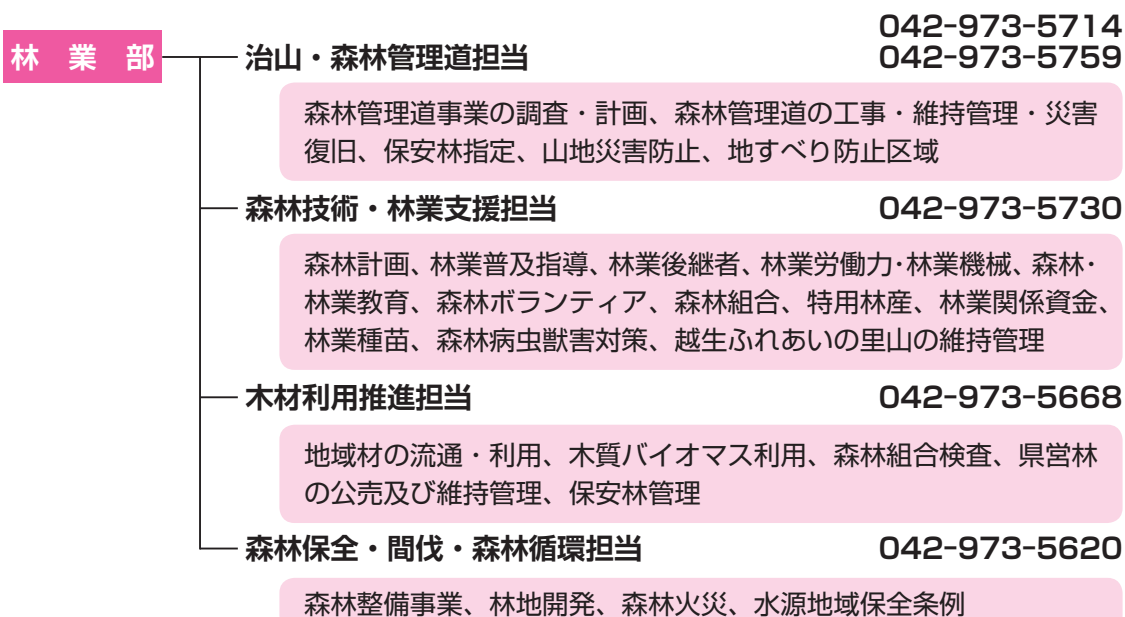 林業部
042-973-5714
治山・森林管理道担当 042-973-5759
森林管理道事業の調査・計画、森林管理道の工事・維持管理・災害
復旧、保安林指定、山地災害防止、地すべり防止区域
森林技術・林業支援担当 042-973-5730
森林計画、林業普及指導、林業後継者、林業労働力・林業機械、森林・
林業教育、森林ボランティア、森林組合、特用林産、林業関係資金、
林業種苗、森林病虫獣害対策、越生ふれあいの里山の維持管理
木材利用推進担当 042-973-5668
地域材の流通・利用、木質バイオマス利用、森林組合検査、県営林
の公売及び維持管理、保安林管理
森林保全・間伐・森林循環担当 042-973-5620
森林整備事業、林地開発、森林火災、水源地域保全条例